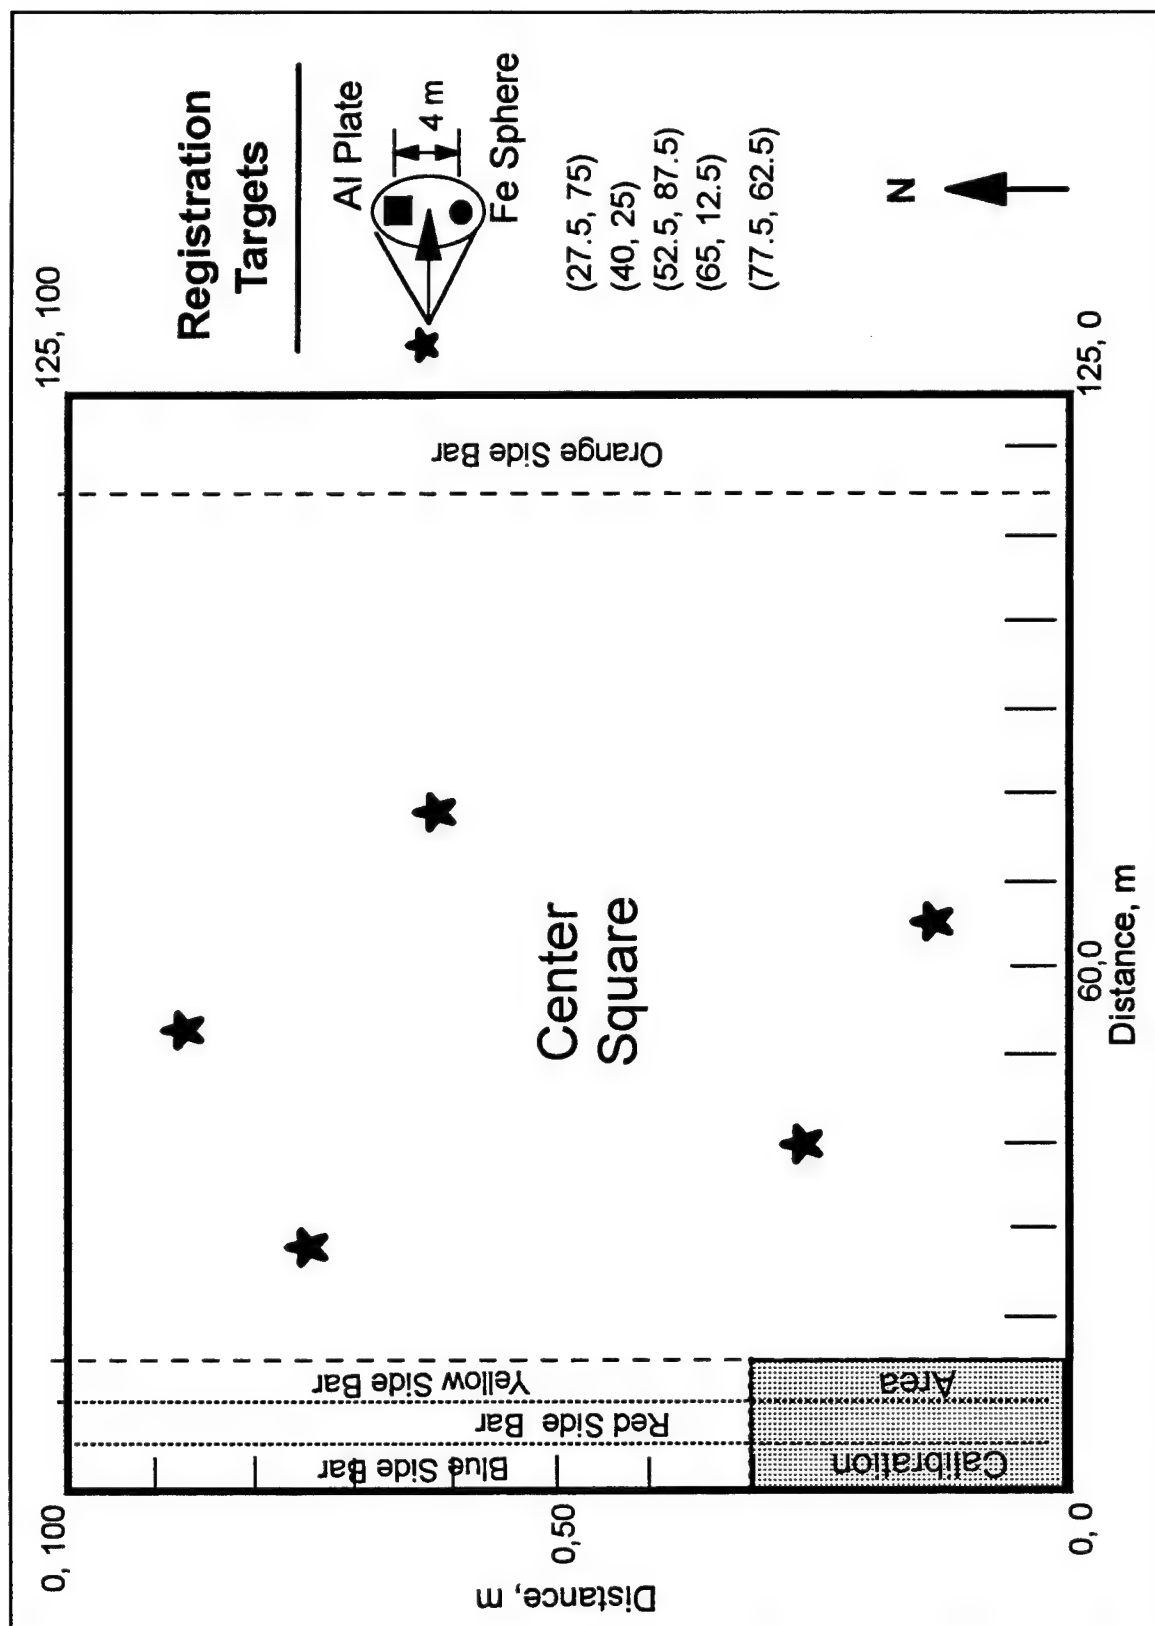 Registration
Targets
Al Plate
4 m
Fe Sphere
(27.5, 75)
(40, 25)
(52.5, 87.5)
(65, 12.5)
(77.5, 62.5)
N
0, 100
125, 100
Blue Side Bar
Red Side Bar
Yellow Side Bar
Orange Side Bar
Center
Square
Distance, m
0,50
Calibration
Area
0, 0
60,0
125, 0
Distance, m